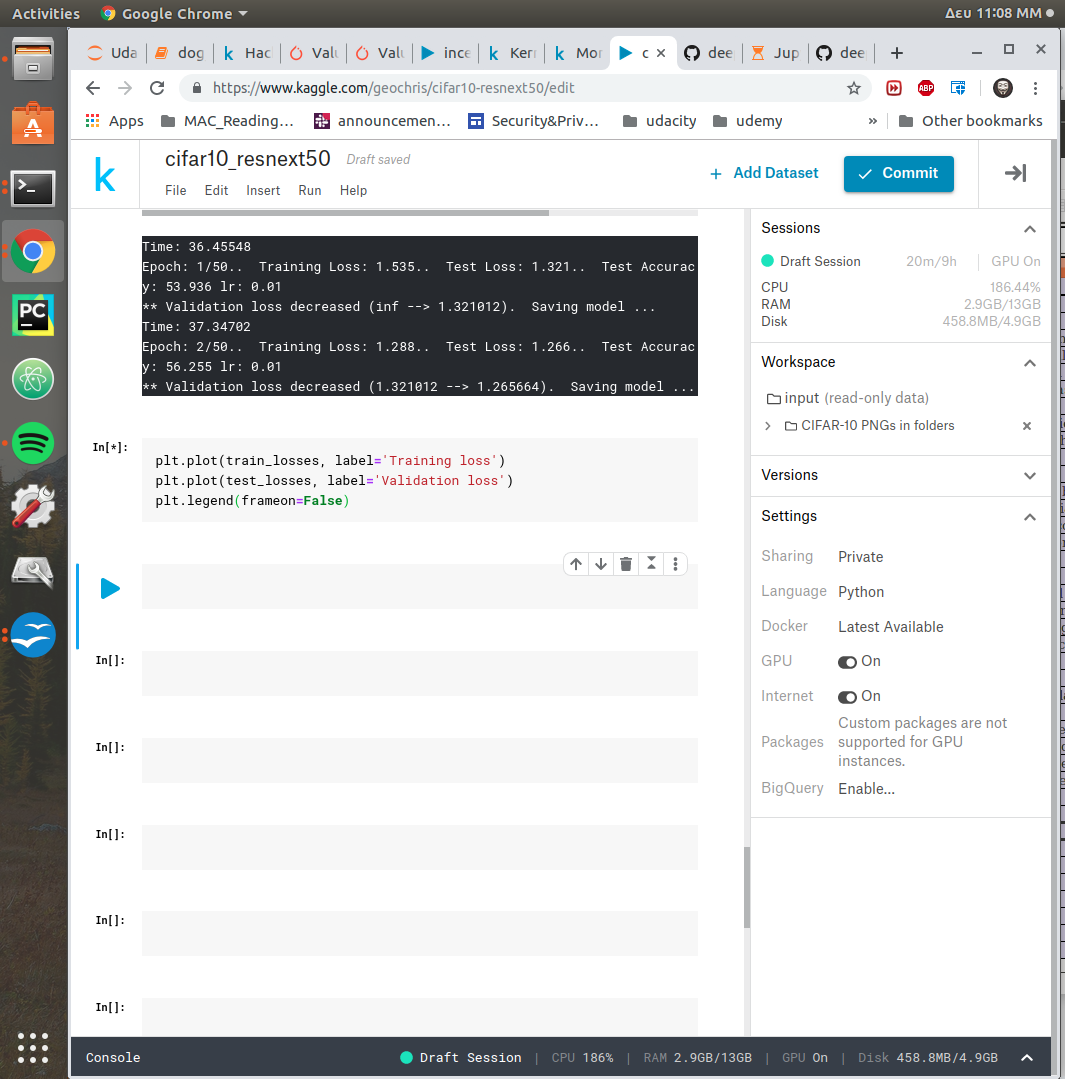 Activities Google Chrome Δευ 11:08 ΜΜ
Uda dog Hac Valu Valu ince Kerr Mor c dee Jup dee
https://www.kaggle.com/geochris/cifar10-resnext50/edit ABP
Apps MAC_Reading... announcemen... Security&Priv... udacity udemy » Other bookmarks
k cifar10_resnext50 Draft saved
File Edit Insert Run Help
+ Add Dataset
Commit
Time: 36.45548
Epoch: 1/50.. Training Loss: 1.535.. Test Loss: 1.321.. Test Accurac
y: 53.936 lr: 0.01
** Validation loss decreased (inf --> 1.321012). Saving model ...
Time: 37.34702
Epoch: 2/50.. Training Loss: 1.288.. Test Loss: 1.266.. Test Accurac
y: 56.255 lr: 0.01
** Validation loss decreased (1.321012 --> 1.265664). Saving model ...
In[*]:
plt.plot(train_losses, label='Training loss')
plt.plot(test_losses, label='Validation loss')
plt.legend(frameon=False)
In[]:
In[]:
In[]:
In[]:
In[]:
Sessions
Draft Session 20m/9h GPU On
CPU 186.44%
RAM 2.9GB/13GB
Disk 458.8MB/4.9GB
Workspace
input (read-only data)
CIFAR-10 PNGs in folders
Versions
Settings
Sharing Private
Language Python
Docker Latest Available
GPU On
Internet On
Packages Custom packages are not
supported for GPU
instances.
BigQuery Enable...
PC
Console Draft Session | CPU 186% | RAM 2.9GB/13GB | GPU On | Disk 458.8MB/4.9GB